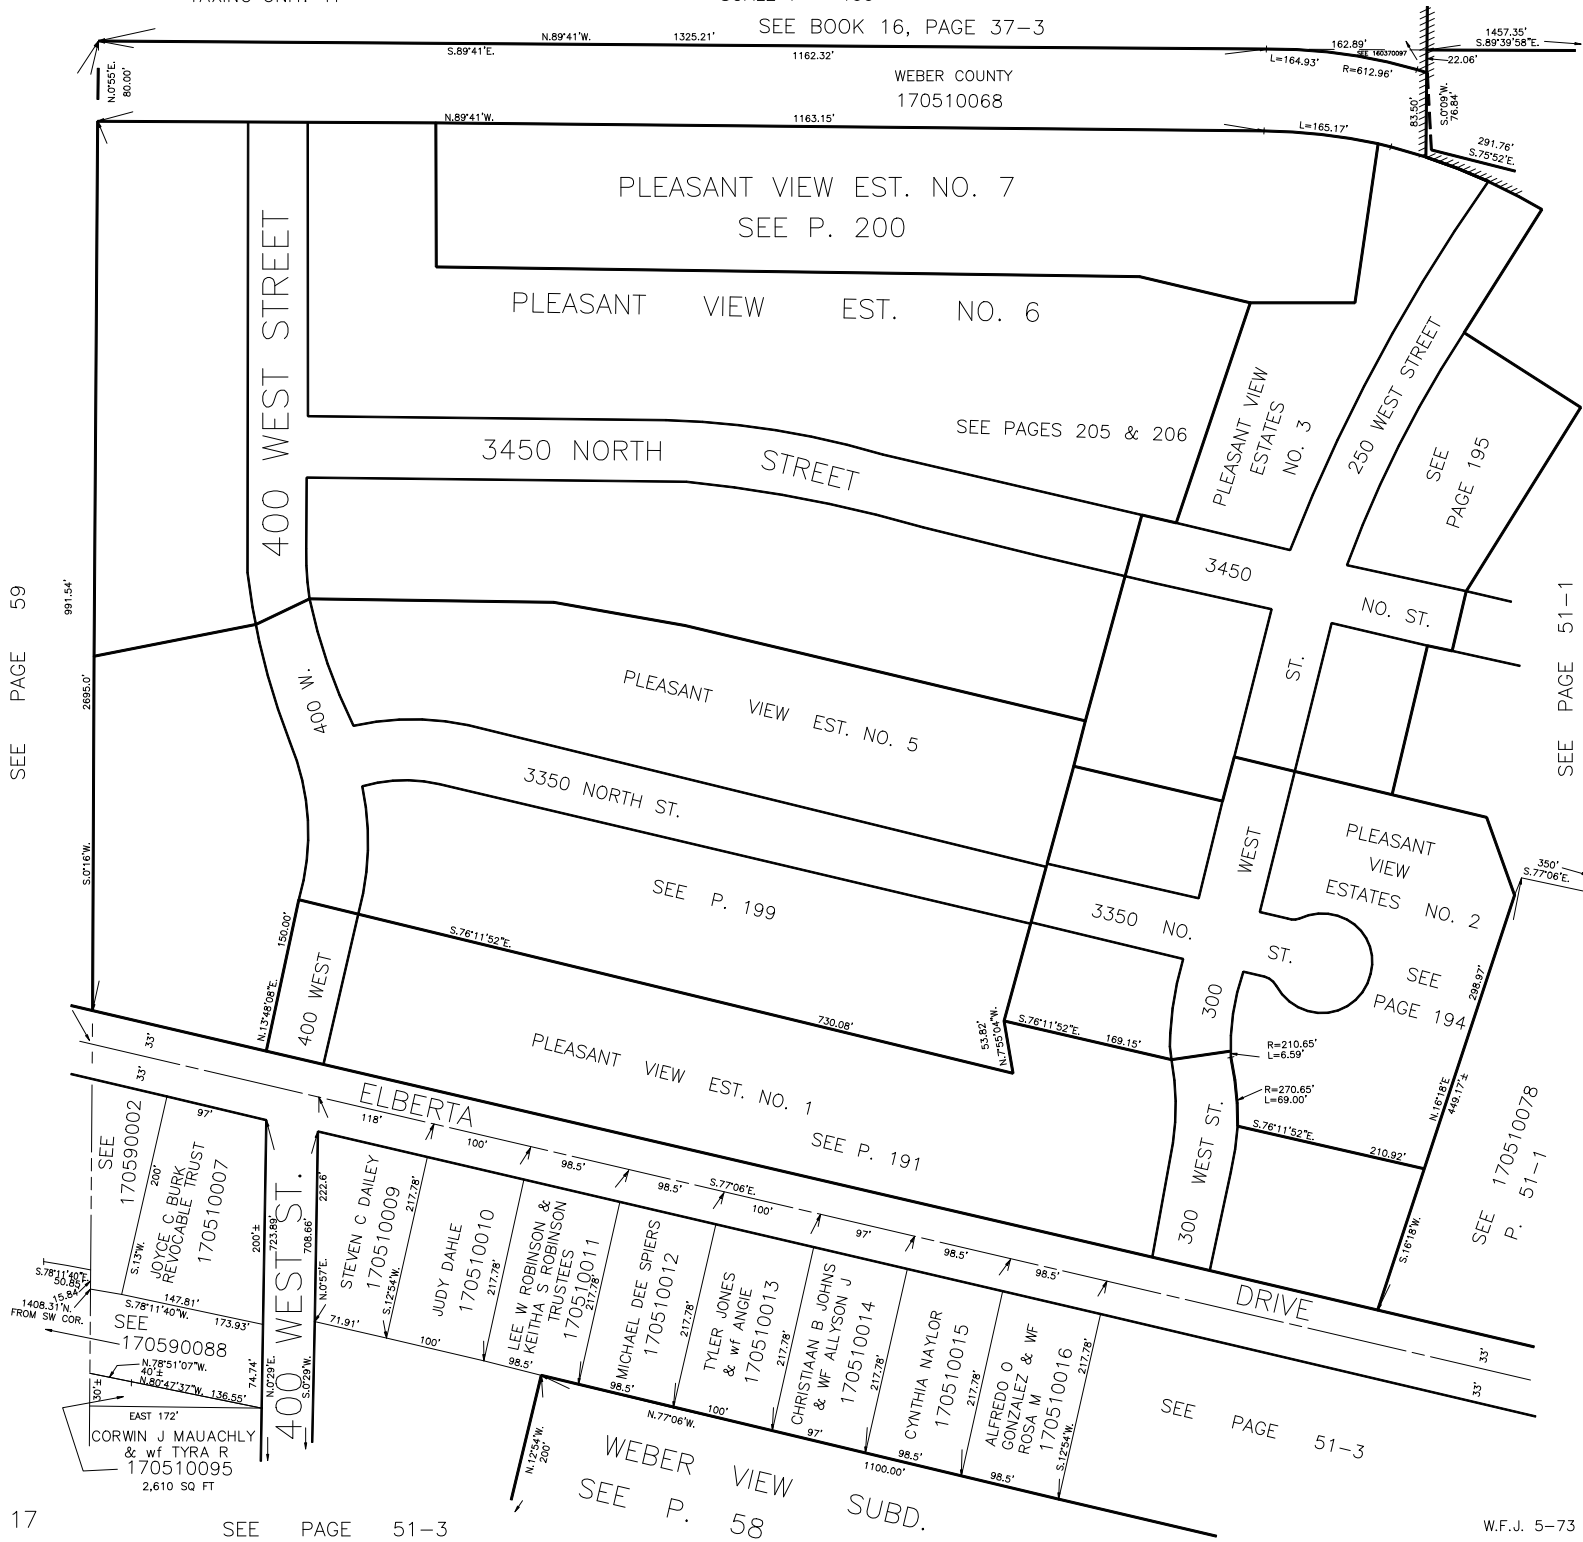 SEE BOOK 16, PAGE 37-3
N.89°41'W.
1325.21'
S.89°41'E.
1162.32'
162.89'
SEE 160370097
1457.35'
S.89°39'58"E.
22.06'
L=164.93'
R=612.96'
N.0°55'E.
80.00'
WEBER COUNTY
170510068
83.50'
S.0°09'W.
76.84'
N.89°41'W.
1163.15'
L=165.17'
291.76'
S.75°52'E.
PLEASANT VIEW EST. NO. 7
SEE P. 200
400 WEST STREET
PLEASANT VIEW EST. NO. 6
250 WEST STREET
PLEASANT VIEW
ESTATES
NO. 3
SEE PAGES 205 & 206
SEE
PAGE 195
3450 NORTH STREET
3450
NO. ST.
SEE PAGE 59
991.54'
2695.0'
S.0°16'W.
SEE PAGE 51-1
400 W.
PLEASANT VIEW EST. NO. 5
ST.
3350 NORTH ST.
WEST
PLEASANT
VIEW
ESTATES NO. 2
350'
S.77°06'E.
SEE P. 199
3350 NO.
ST.
SEE
PAGE 194
298.97'
150.00'
N.13°48'08"E.
400 WEST
S.76°11'52"E.
730.08'
53.82'
N.7°55'04"W.
S.76°11'52"E.
169.15'
300
R=210.65'
L=6.59'
R=270.65'
L=69.00'
N.16°18'E
449.17'±
PLEASANT VIEW EST. NO. 1
SEE P. 191
300 WEST ST.
S.76°11'52"E.
210.92'
S.16°18'W.
SEE 170510078
P. 51-1
33'
33'
ELBERTA
DRIVE
118'
100'
98.5'
98.5'
S.77°06'E.
100'
97'
98.5'
98.5'
33'
33'
SEE
170590002
97'
200'
S.13°W.
JOYCE C BURK
REVOCABLE TRUST
170510007
200'±
723.89'
400 WEST ST.
222.6'
708.66'
N.0°57'E.
STEVEN C DAILEY
170510009
217.78'
S.12°54'W.
JUDY DAHLE
170510010
217.78'
LEE W ROBINSON &
KEITHA S ROBINSON
TRUSTEES
170510011
217.78'
MICHAEL DEE SPIERS
170510012
217.78'
TYLER JONES
& wf ANGIE
170510013
217.78'
CHRISTIAAN B JOHNS
& WF ALLYSON J
170510014
217.78'
CYNTHIA NAYLOR
170510015
217.78'
ALFREDO O
GONZALEZ & WF
ROSA M
170510016
217.78'
S.12°54'W.
S.78°11'40"E.
50.85'
15.84'
1408.31'N.
FROM SW COR.
147.81'
S.78°11'40"W.
173.93'
SEE
170590088
N.78°51'07"W.
40'±
N.80°47'37"W.
136.55'
30'±
74.74'
N.0°29'E.
S.0°29'W.
EAST 172'
CORWIN J MAUACHLY
& wf TYRA R
170510095
2,610 SQ FT
71.91'
100'
98.5'
98.5'
N.77°06'W.
100'
97'
98.5'
1100.00'
98.5'
N.12°54'W.
200'
WEBER VIEW SUBD.
SEE P. 58
SEE PAGE 51-3
17
SEE PAGE 51-3
W.F.J. 5-73